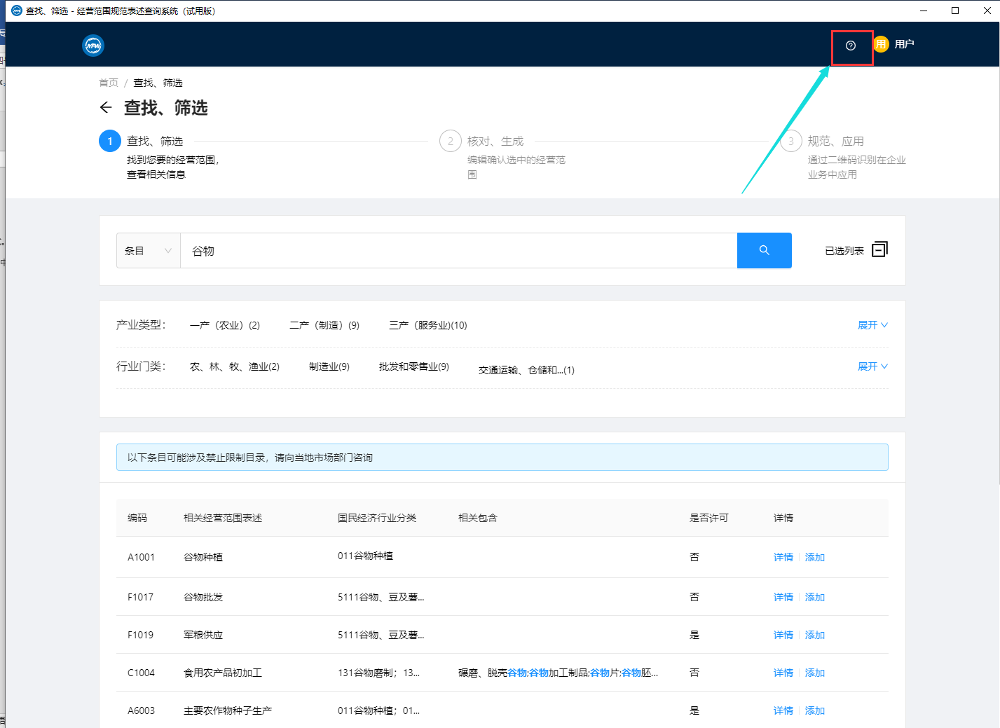 查找、筛选 - 经营范围规范表述查询系统（试用版）
YFW
用 用户
首页 / 查找、筛选
查找、筛选
1 查找、筛选
找到您要的经营范围，
查看相关信息
2 核对、生成
编辑确认选中的经营范
围
3 规范、应用
通过二维码识别在企业
业务中应用
条目 谷物 已选列表
产业类型： 一产（农业）(2) 二产（制造）(9) 三产（服务业)(10) 展开
行业门类： 农、林、牧、渔业(2) 制造业(9) 批发和零售业(9) 交通运输、仓储和...(1) 展开
以下条目可能涉及禁止限制目录，请向当地市场部门咨询
编码 相关经营范围表述 国民经济行业分类 相关包含 是否许可 详情
A1001 谷物种植 011谷物种植 否 详情 添加
F1017 谷物批发 5111谷物、豆及薯... 否 详情 添加
F1019 军粮供应 5111谷物、豆及薯... 是 详情 添加
C1004 食用农产品初加工 131谷物磨制；13... 碾磨、脱壳谷物;谷物加工制品;谷物片;谷物胚... 否 详情 添加
A6003 主要农作物种子生产 011谷物种植；01... 是 详情 添加